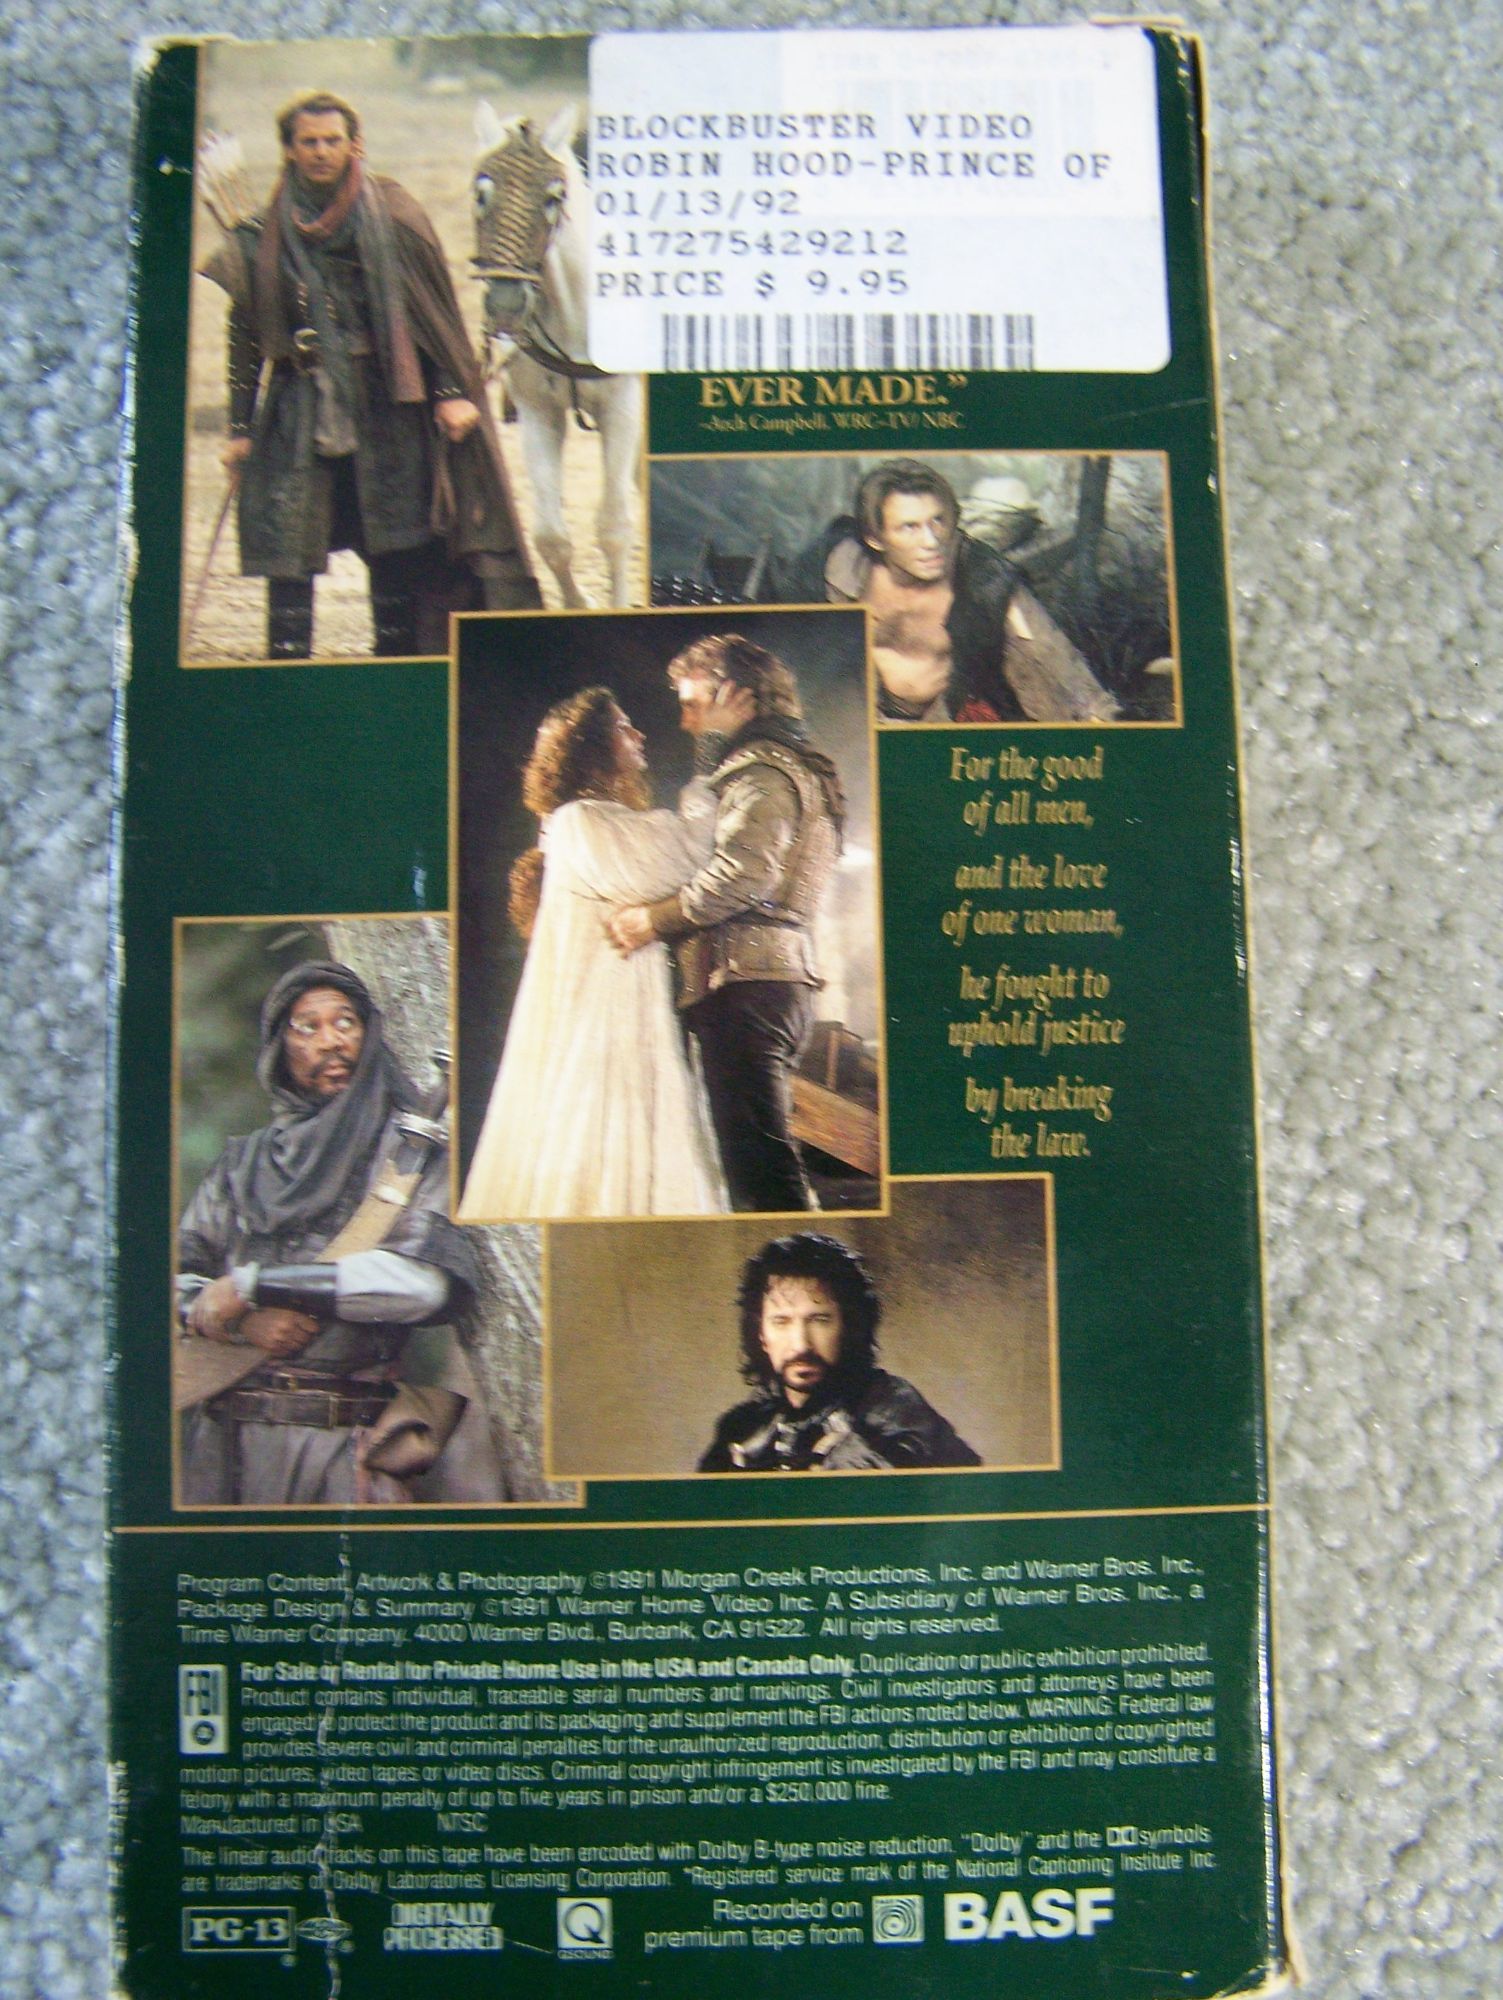 BLOCKBUSTER VIDEO
ROBIN HOOD-PRINCE OF
01/13/92
417275429212
PRICE $ 9.95
EVER MADE."
-Arch Campbell, WRC-TV/NBC
For the good
of all men,
and the love
of one woman,
he fought to
uphold justice
by breaking
the law.
Program Content, Artwork & Photography ©1991 Morgan Creek Productions, Inc. and Warner Bros. Inc.,
Package Design & Summary ©1991 Warner Home Video Inc. A Subsidiary of Warner Bros. Inc., a
Time Warner Company. 4000 Warner Blvd., Burbank, CA 91522. All rights reserved.
FBI
For Sale or Rental for Private Home Use in the USA and Canada Only. Duplication or public exhibition prohibited.
Product contains individual, traceable serial numbers and markings. Civil investigators and attorneys have been
engaged to protect the product and its packaging and supplement the FBI actions noted below. WARNING: Federal law
provides severe civil and criminal penalties for the unauthorized reproduction, distribution or exhibition of copyrighted
motion pictures, video tapes or video discs. Criminal copyright infringement is investigated by the FBI and may constitute a
felony with a maximum penalty of up to five years in prison and/or a $250,000 fine.
Manufactured in USA NTSC
The linear audio tracks on this tape have been encoded with Dolby B-type noise reduction. "Dolby" and the symbols
are trademarks of Dolby Laboratories Licensing Corporation. *Registered service mark of the National Captioning Institute Inc.
PG-13 ®
DIGITALLY
PROCESSED
Q
QSOUND
Recorded on
premium tape from
BASF